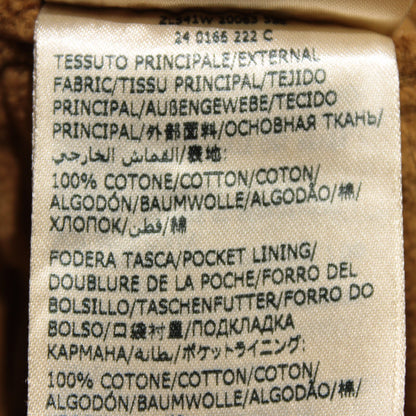 24 0166 222 C
TESSUTO PRINCIPALE/EXTERNAL
FABRIC/TISSU PRINCIPAL/TEJIDO
PRINCIPAL/AUßENGEWEBE/TECIDO
PRINCIPAL/外部面料/ОСНОВНАЯ ТКАНЬ/
القماش الخارجي/裏地:
100% COTONE/COTTON/COTON/
ALGODÓN/BAUMWOLLE/ALGODÃO/棉/
ХЛОПОК/قطن/綿
FODERA TASCA/POCKET LINING/
DOUBLURE DE LA POCHE/FORRO DEL
BOLSILLO/TASCHENFUTTER/FORRO DO
BOLSO/口袋衬里/ПОДКЛАДКА
КАРМАНА/بطانة/ポケットライニング:
100% COTONE/COTTON/COTON/
ALGODÓN/BAUMWOLLE/ALGODÃO/棉/